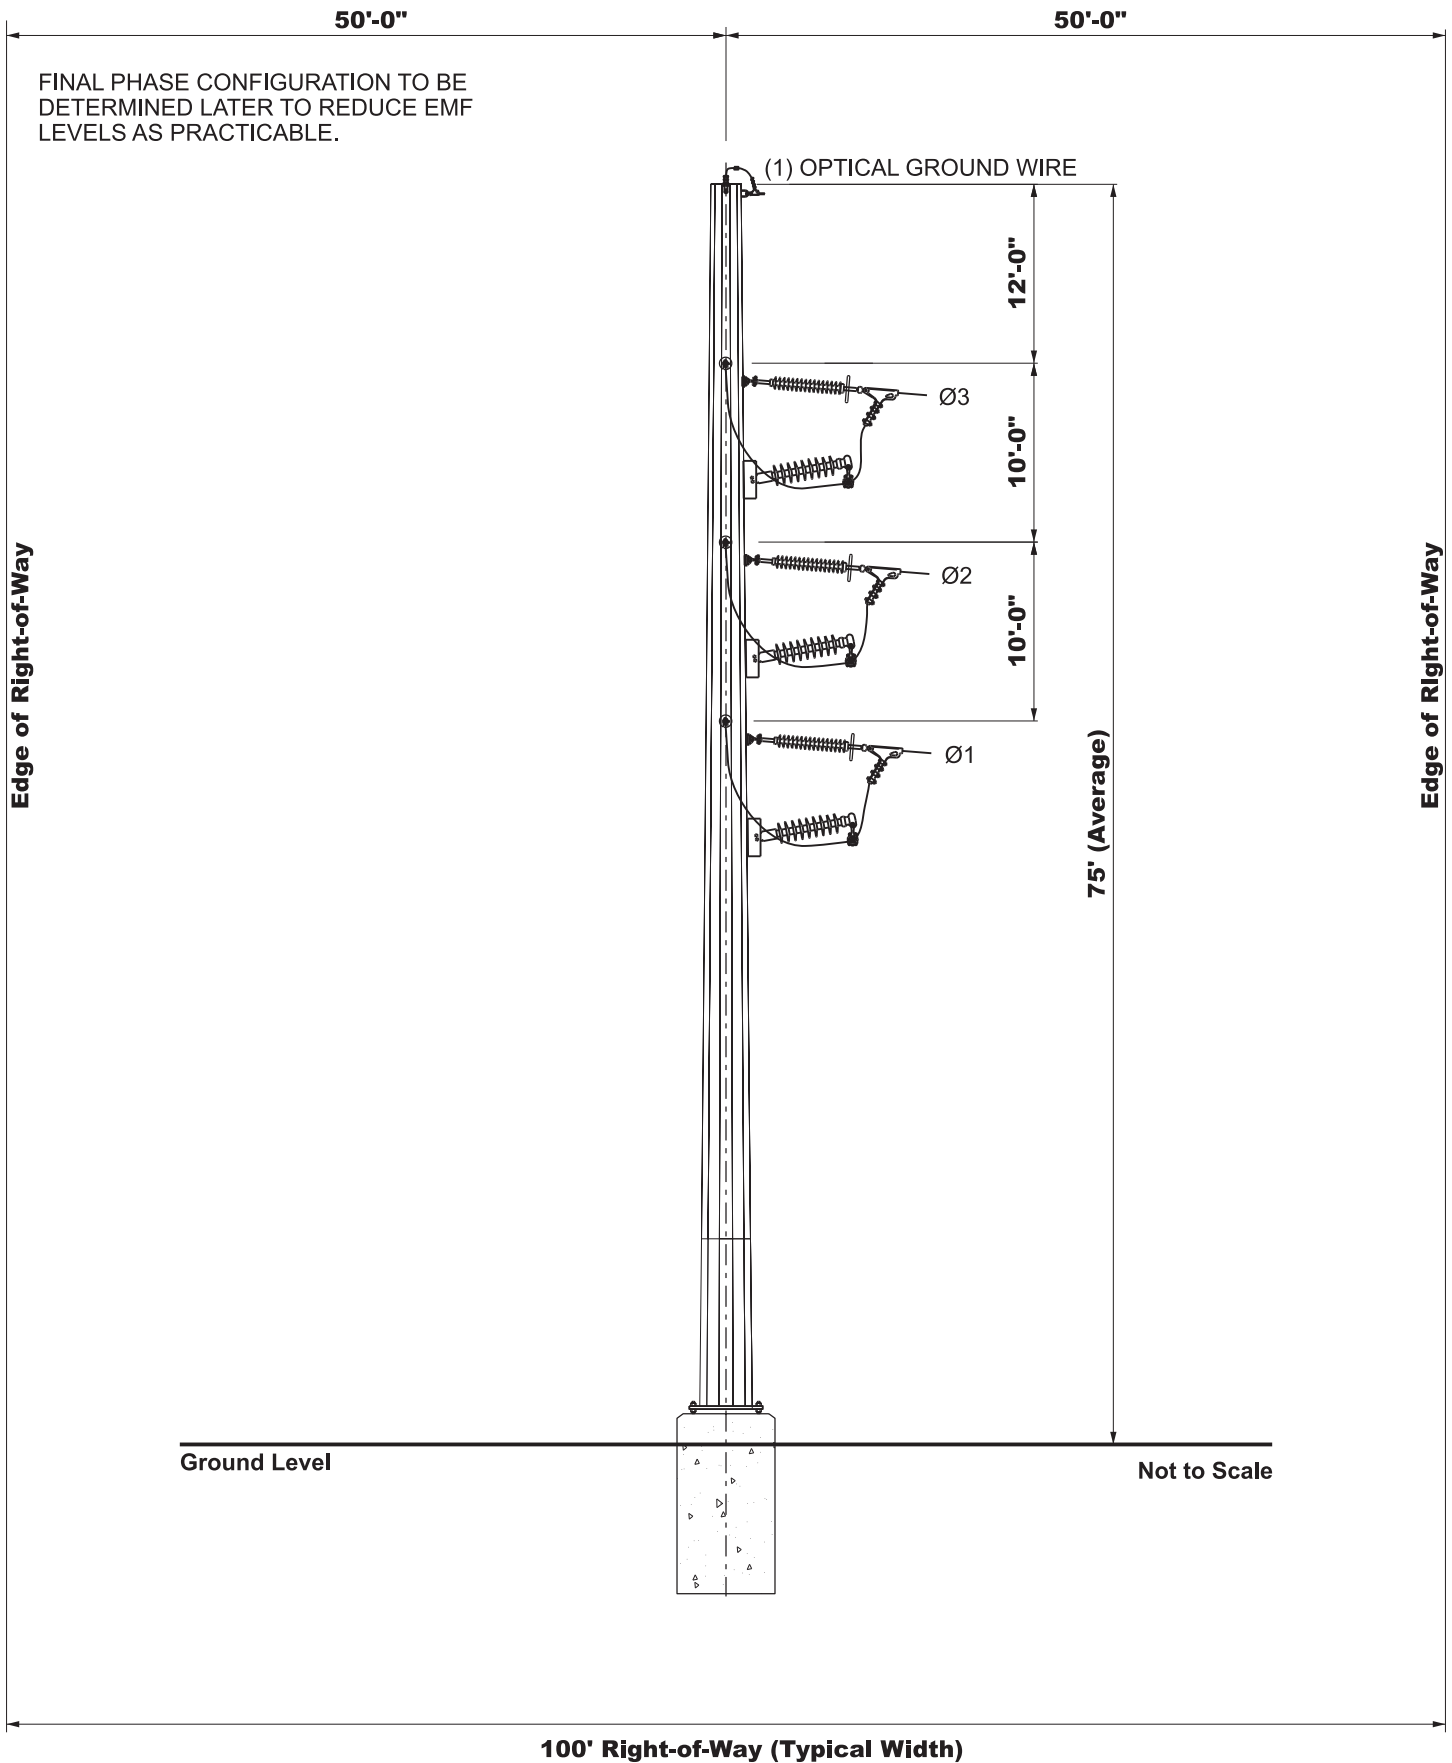 50'-0"
50'-0"
FINAL PHASE CONFIGURATION TO BE
DETERMINED LATER TO REDUCE EMF
LEVELS AS PRACTICABLE.
(1) OPTICAL GROUND WIRE
12'-0"
Ø3
10'-0"
Ø2
10'-0"
Ø1
Edge of Right-of-Way
Edge of Right-of-Way
75' (Average)
Ground Level
Not to Scale
100' Right-of-Way (Typical Width)